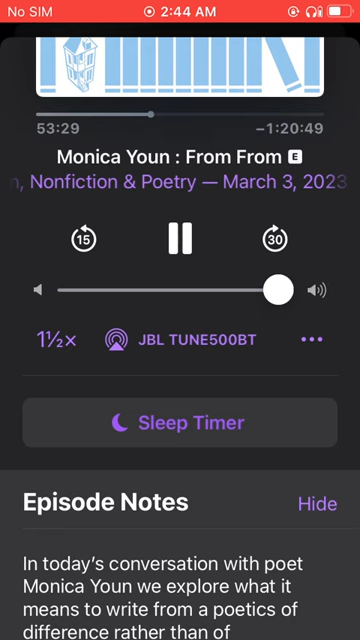 No SIM 2:44 AM
53:29 −1:20:49
Monica Youn : From From E
n, Nonfiction & Poetry — March 3, 2023
15 30
1½× JBL TUNE500BT
Sleep Timer
Episode Notes Hide
In today's conversation with poet
Monica Youn we explore what it
means to write from a poetics of
difference rather than of